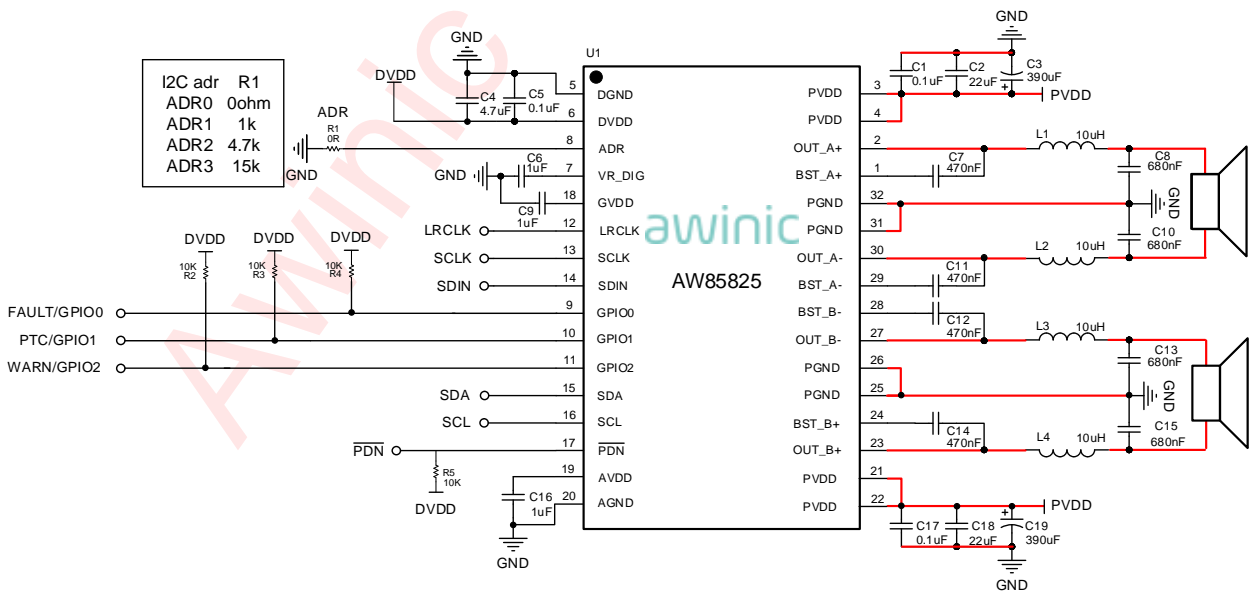 Awinic
I2C adr R1
ADR0 0ohm
ADR1 1k
ADR2 4.7k
ADR3 15k
GND
DVDD
C4
4.7uF
C5
0.1uF
ADR
R1
0R
GND
C6
1uF
GND
C9
1uF
LRCLK
SCLK
SDIN
DVDD
DVDD
DVDD
10K
R2
10K
R3
10K
R4
FAULT/GPIO0
PTC/GPIO1
WARN/GPIO2
SDA
SCL
PDN
R5
10K
DVDD
C16
1uF
GND
U1
5 DGND
6 DVDD
8 ADR
7 VR_DIG
18 GVDD
12 LRCLK
13 SCLK
14 SDIN
9 GPIO0
10 GPIO1
11 GPIO2
15 SDA
16 SCL
17 PDN
19 AVDD
20 AGND
awinic
AW85825
PVDD 3
PVDD 4
OUT_A+ 2
BST_A+ 1
PGND 32
PGND 31
OUT_A- 30
BST_A- 29
BST_B- 28
OUT_B- 27
PGND 26
PGND 25
BST_B+ 24
OUT_B+ 23
PVDD 21
PVDD 22
GND
C1
0.1uF
C2
22uF
C3
390uF
PVDD
L1 10uH
C7
470nF
C8
680nF
GND
C10
680nF
L2 10uH
C11
470nF
C12
470nF
L3 10uH
C13
680nF
GND
C15
680nF
C14
470nF
L4 10uH
PVDD
C17
0.1uF
C18
22uF
C19
390uF
GND